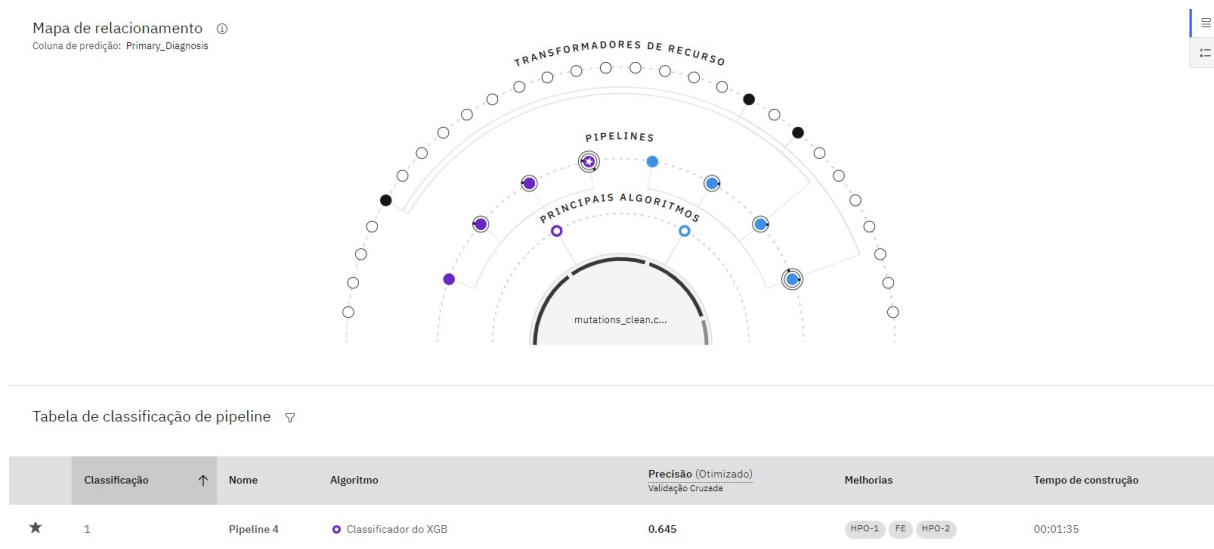 Mapa de relacionamento
Coluna de predição: Primary_Diagnosis
TRANSFORMADORES DE RECURSO
PIPELINES
PRINCIPAIS ALGORITMOS
mutations_clean.c...
Tabela de classificação de pipeline
Classificação Nome Algoritmo Precisão (Otimizado) Melhorias Tempo de construção
Validação Cruzada
1 Pipeline 4 Classificador do XGB 0.645 HPO-1 FE HPO-2 00:01:35